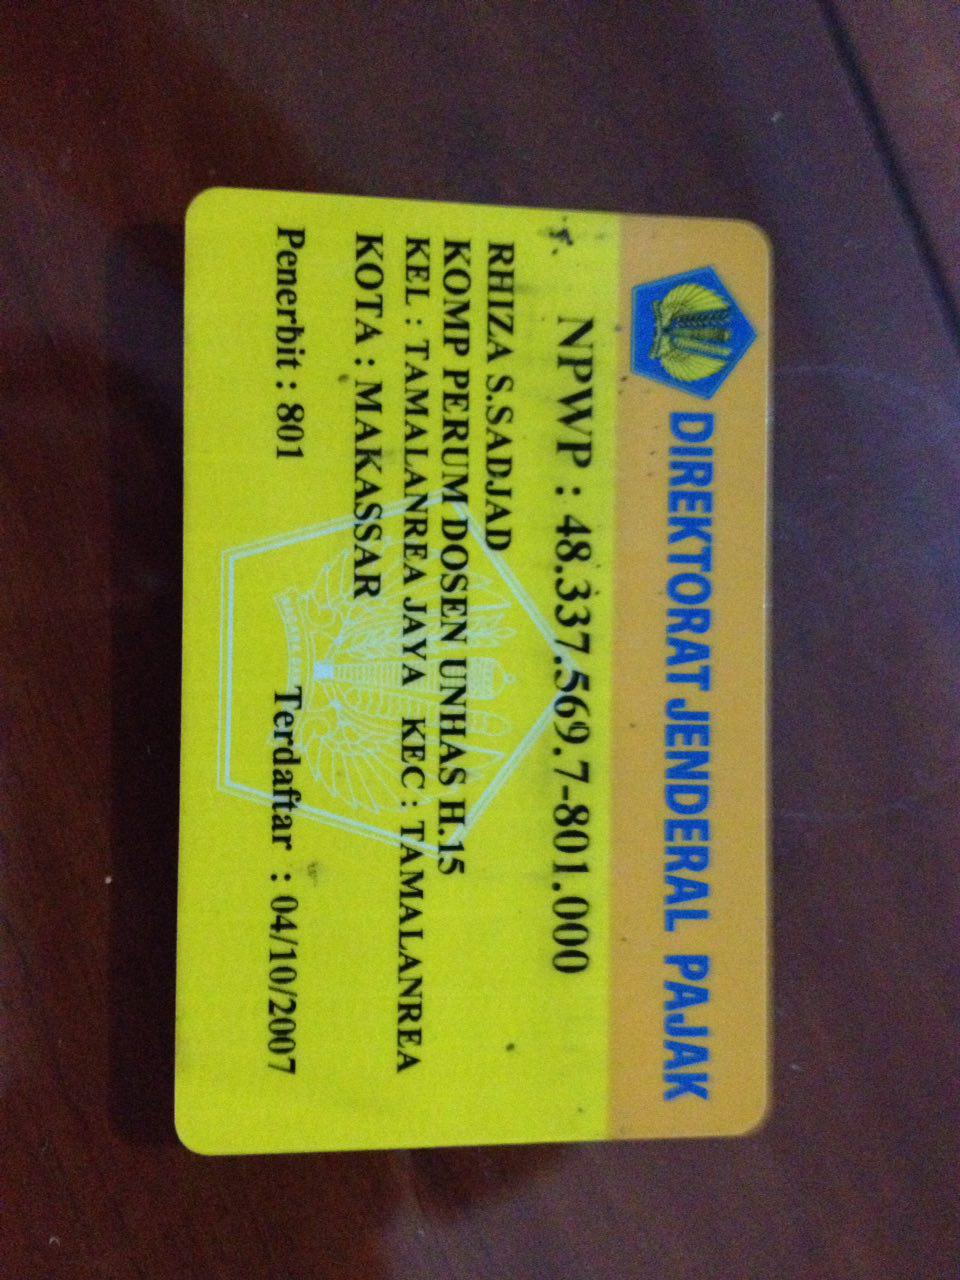 DIREKTORAT JENDERAL PAJAK
NPWP : 48.337.569.7-801.000
RHIZA S.SADJAD
KOMP PERUM DOSEN UNHAS H.15
KEL : TAMALANREA JAYA KEC : TAMALANREA
KOTA : MAKASSAR
Penerbit : 801 Terdaftar : 04/10/2007